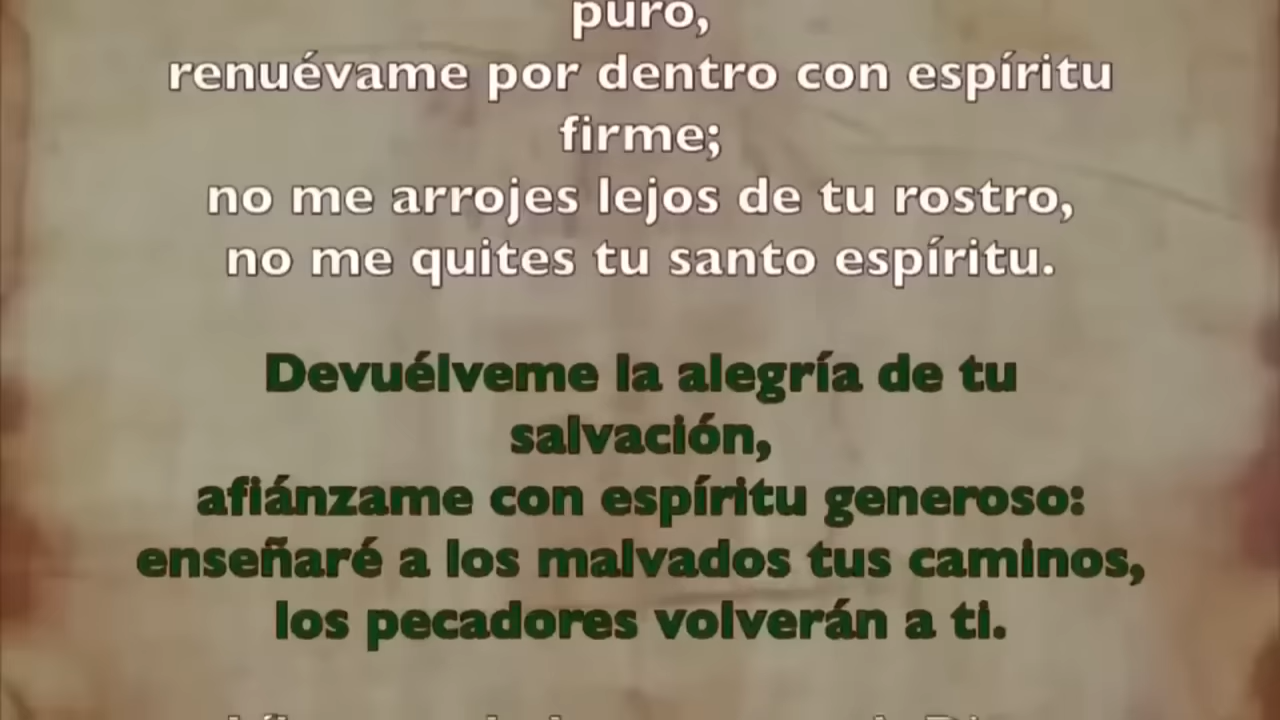 puro,
renuévame por dentro con espíritu
firme;
no me arrojes lejos de tu rostro,
no me quites tu santo espíritu.
Devuélveme la alegría de tu
salvación,
afiánzame con espíritu generoso:
enseñaré a los malvados tus caminos,
los pecadores volverán a ti.